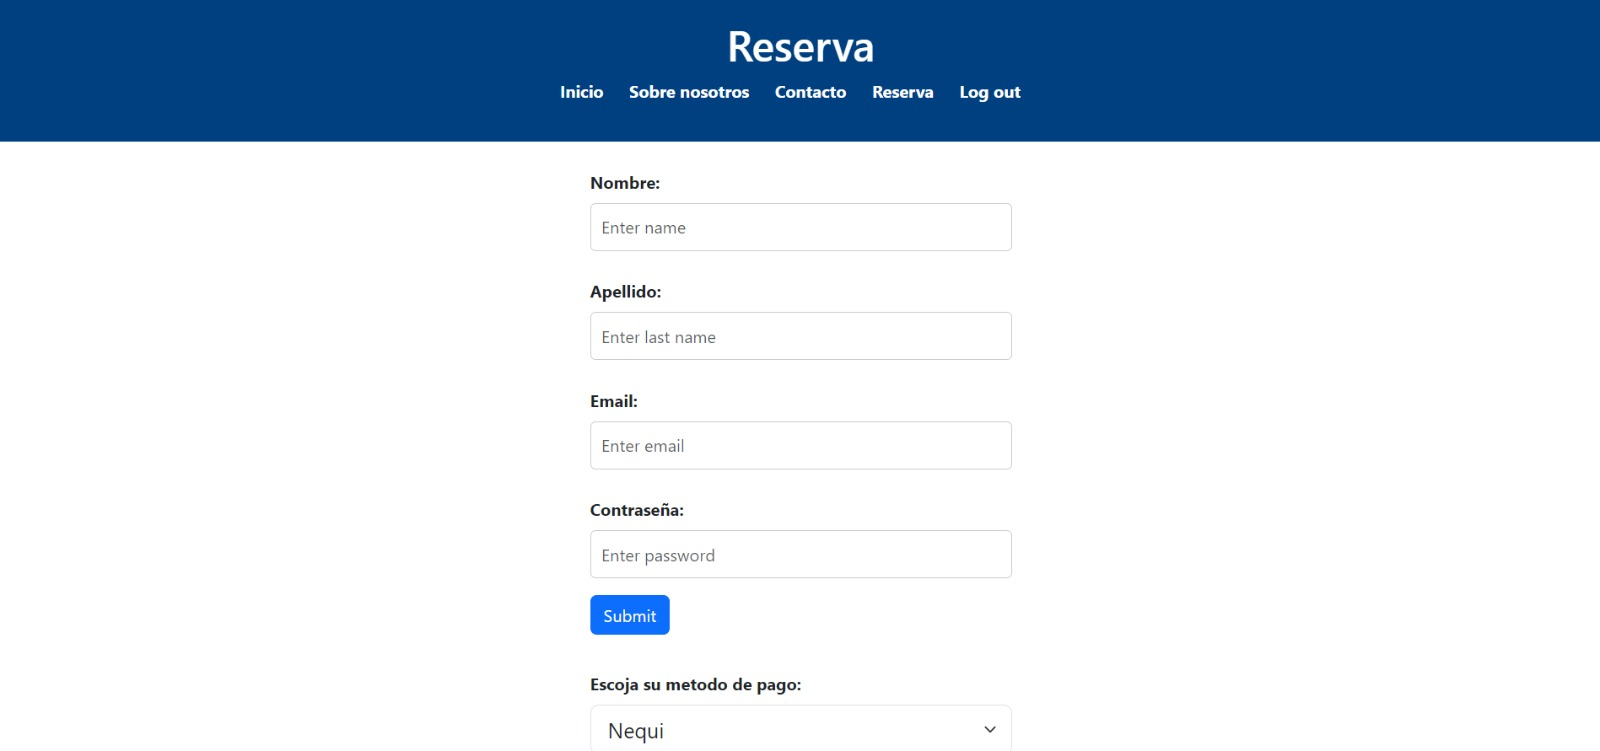 Reserva
Inicio Sobre nosotros Contacto Reserva Log out
Nombre:
Enter name
Apellido:
Enter last name
Email:
Enter email
Contraseña:
Enter password
Submit
Escoja su metodo de pago:
Nequi